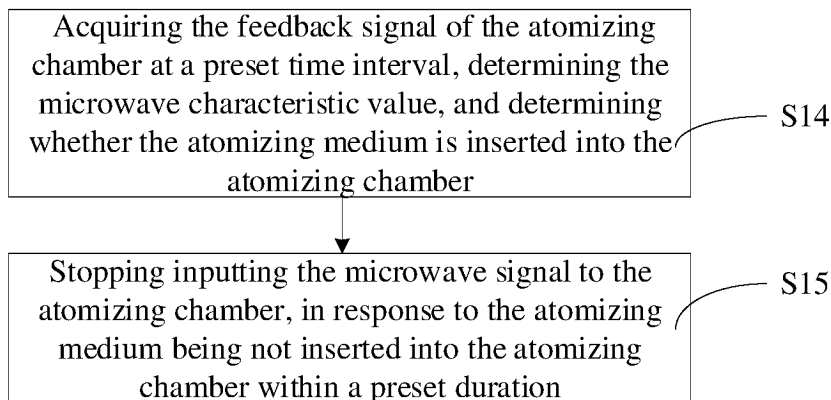 Acquiring the feedback signal of the atomizing
chamber at a preset time interval, determining the
microwave characteristic value, and determining
whether the atomizing medium is inserted into the
atomizing chamber
S14
Stopping inputting the microwave signal to the
atomizing chamber, in response to the atomizing
medium being not inserted into the atomizing
chamber within a preset duration
S15